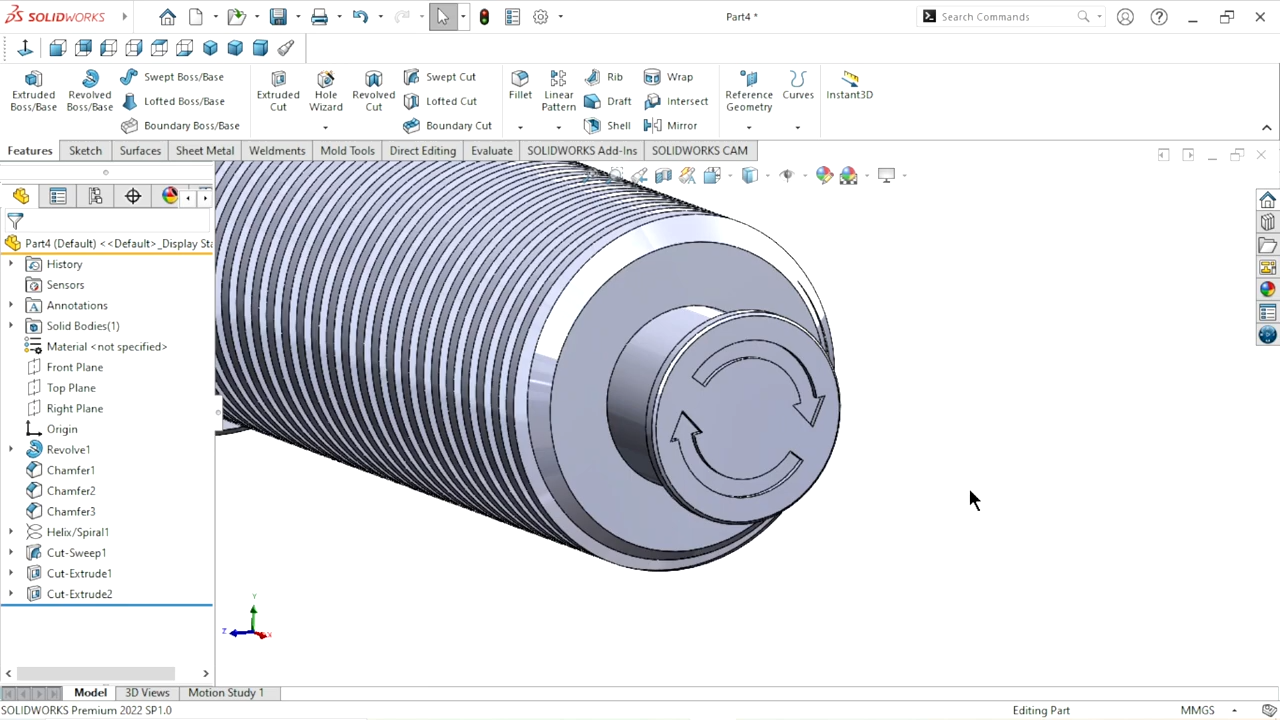 SOLIDWORKS
Part4 *
Search Commands
Extruded Boss/Base
Revolved Boss/Base
Swept Boss/Base
Lofted Boss/Base
Boundary Boss/Base
Extruded Cut
Hole Wizard
Revolved Cut
Swept Cut
Lofted Cut
Boundary Cut
Fillet
Linear Pattern
Rib
Draft
Shell
Wrap
Intersect
Mirror
Reference Geometry
Curves
Instant3D
Features
Sketch
Surfaces
Sheet Metal
Weldments
Mold Tools
Direct Editing
Evaluate
SOLIDWORKS Add-Ins
SOLIDWORKS CAM
Part4 (Default) <<Default>_Display Sta
History
Sensors
Annotations
Solid Bodies(1)
Material <not specified>
Front Plane
Top Plane
Right Plane
Origin
Revolve1
Chamfer1
Chamfer2
Chamfer3
Helix/Spiral1
Cut-Sweep1
Cut-Extrude1
Cut-Extrude2
Y
Z
X
Model
3D Views
Motion Study 1
SOLIDWORKS Premium 2022 SP1.0
Editing Part
MMGS